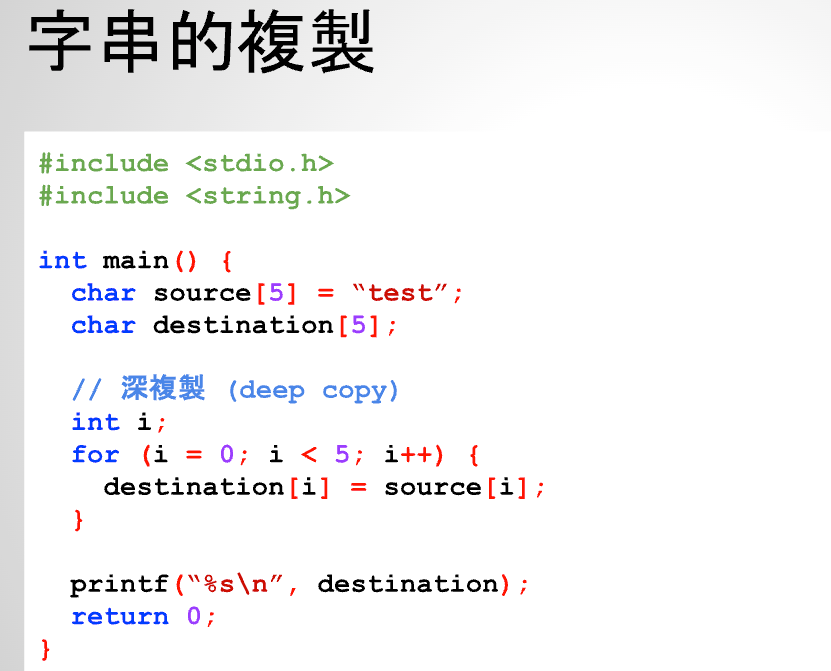 字串的複製
#include <stdio.h>
#include <string.h>
int main() {
char source[5] = “test”;
char destination[5];
// 深複製 (deep copy)
int i;
for (i = 0; i < 5; i++) {
destination[i] = source[i];
}
printf(“%s\n”, destination);
return 0;
}